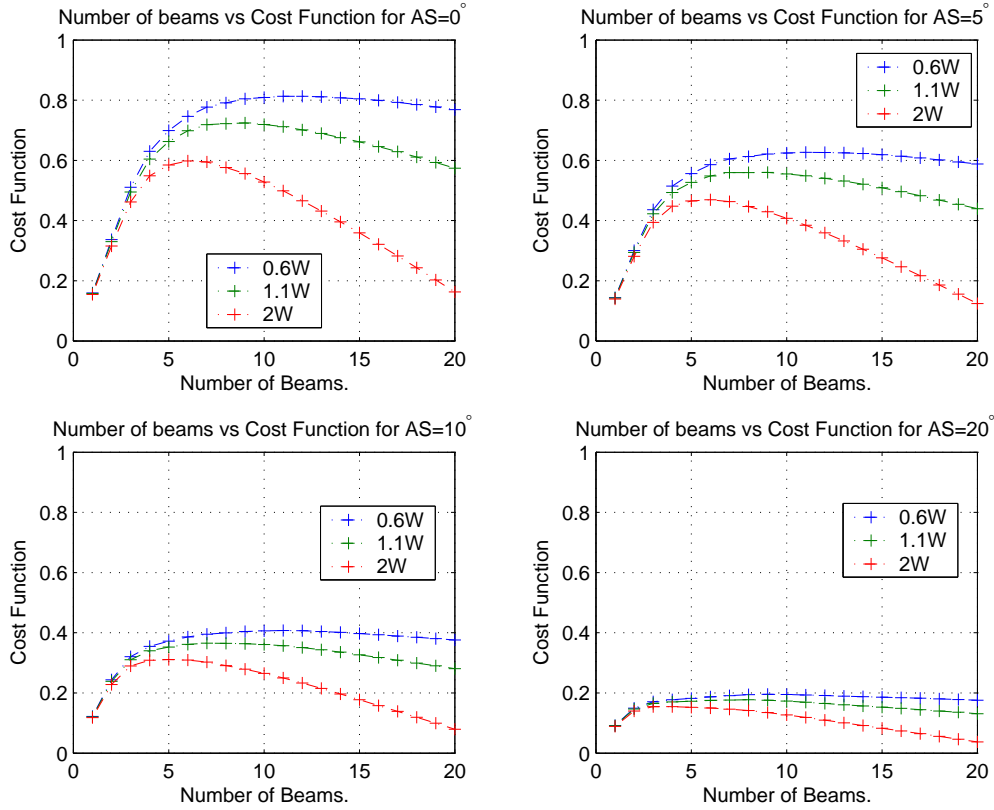 Number of beams vs Cost Function for AS=0°
1
0.8
0.6
0.4
0.2
0
Cost Function
0.6W
1.1W
2W
0 5 10 15 20
Number of Beams.
Number of beams vs Cost Function for AS=5°
1
0.8
0.6
0.4
0.2
0
Cost Function
0.6W
1.1W
2W
0 5 10 15 20
Number of Beams.
Number of beams vs Cost Function for AS=10°
1
0.8
0.6
0.4
0.2
0
Cost Function
0.6W
1.1W
2W
0 5 10 15 20
Number of Beams.
Number of beams vs Cost Function for AS=20°
1
0.8
0.6
0.4
0.2
0
Cost Function
0.6W
1.1W
2W
0 5 10 15 20
Number of Beams.